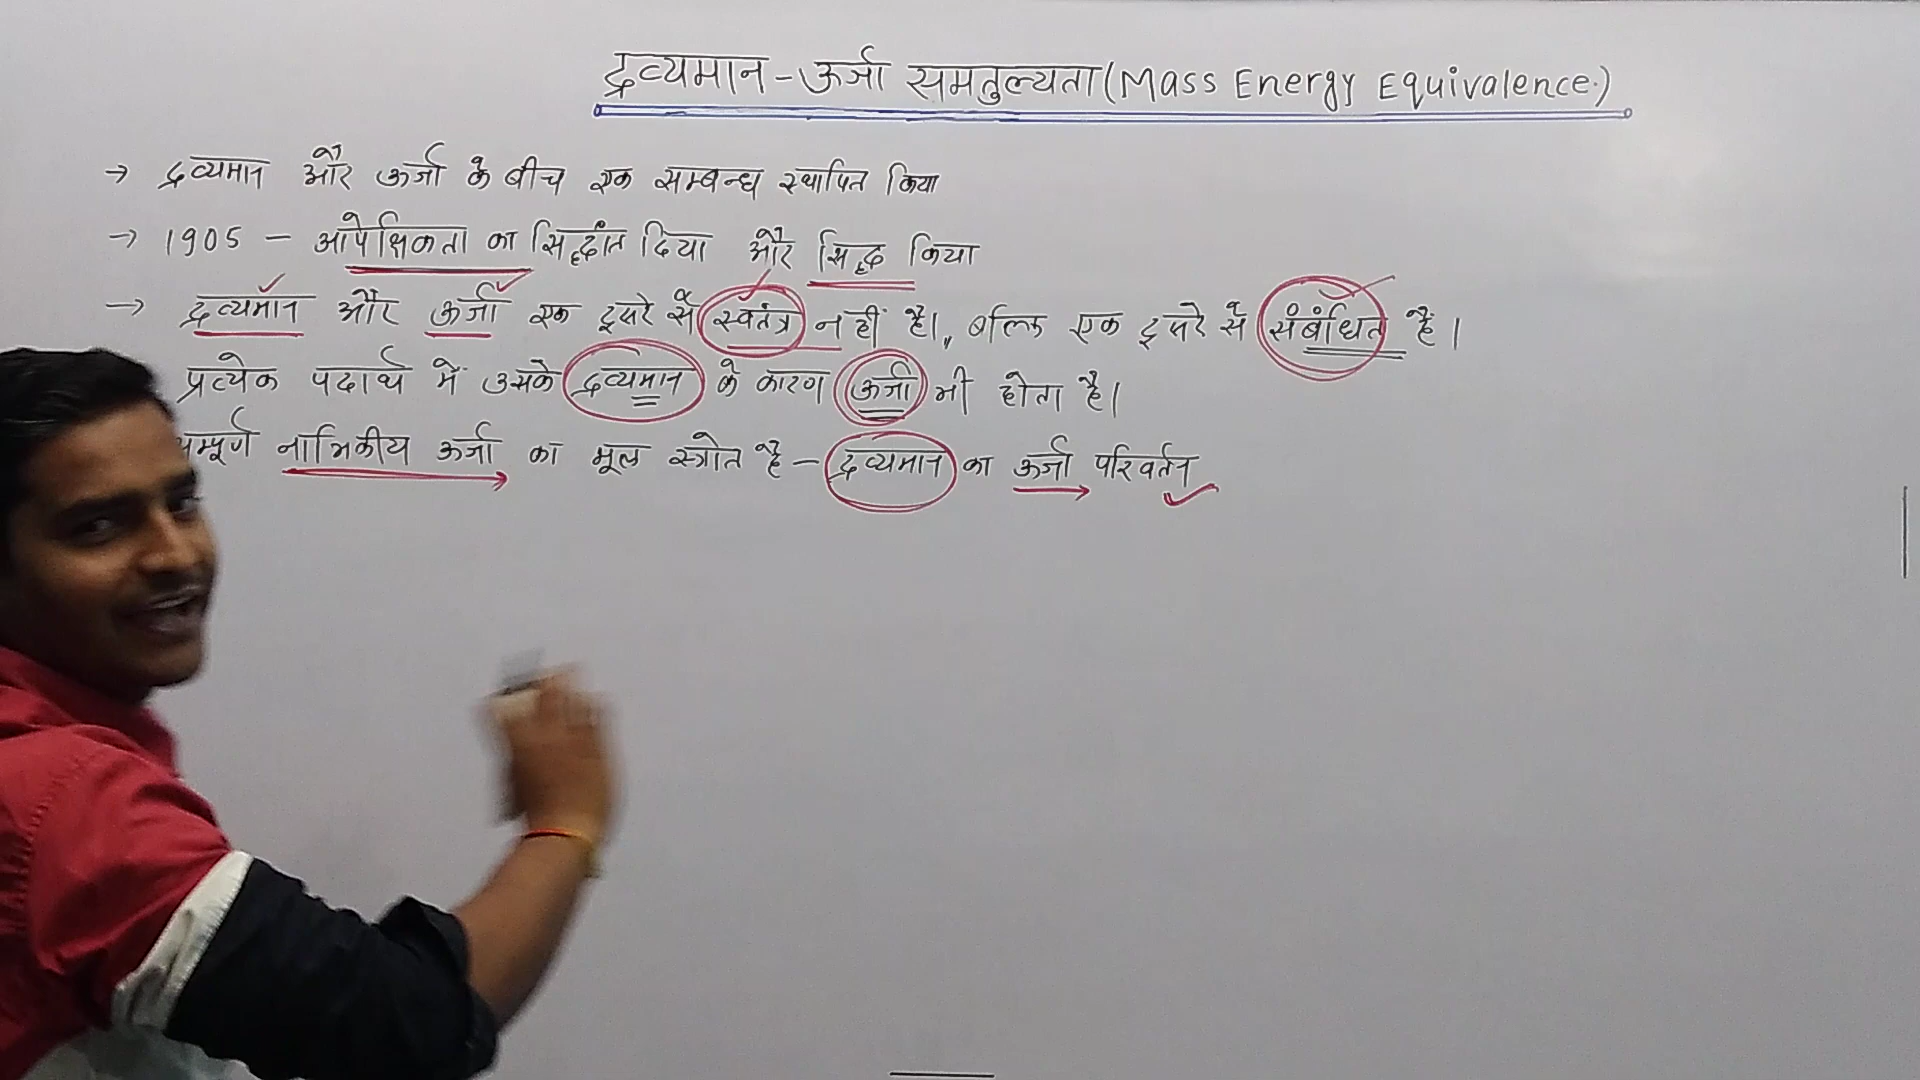 द्रव्यमान-ऊर्जा समतुल्यता (Mass Energy Equivalence.)
→ द्रव्यमान और ऊर्जा के बीच एक सम्बन्ध स्थापित किया
→ 1905 - आपेक्षिकता का सिद्धांत दिया और सिद्ध किया
→ द्रव्यमान और ऊर्जा एक दूसरे से स्वतंत्र नहीं है।,, बल्कि एक दूसरे से संबंधित है।
प्रत्येक पदार्थ में उसके द्रव्यमान के कारण ऊर्जा भी होता है।
सम्पूर्ण नाभिकीय ऊर्जा का मूल स्त्रोत है - द्रव्यमान का ऊर्जा परिवर्तन